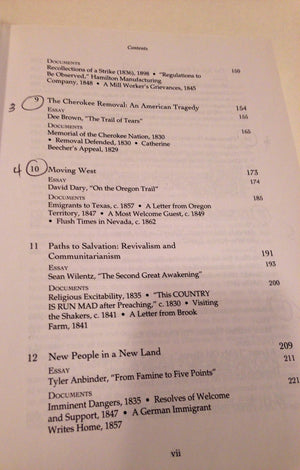 Contents
DOCUMENTS
Recollections of a Strike (1836), 1898 • "Regulations to 150
Be Observed," Hamilton Manufacturing
Company, 1848 • A Mill Worker's Grievances, 1845
3 9 The Cherokee Removal: An American Tragedy 154
ESSAY
Dee Brown, "The Trail of Tears" 155
DOCUMENTS 165
Memorial of the Cherokee Nation, 1830
• Removal Defended, 1830 • Catherine
Beecher's Appeal, 1829
4 10 Moving West 173
ESSAY 174
David Dary, "On the Oregon Trail"
DOCUMENTS 185
Emigrants to Texas, c. 1857 • A Letter from Oregon
Territory, 1847 • A Most Welcome Guest, c. 1849
• Flush Times in Nevada, c. 1862
11 Paths to Salvation: Revivalism and
Communitarianism 191
ESSAY 193
Sean Wilentz, "The Second Great Awakening"
DOCUMENTS 200
Religious Excitability, 1835 • "This COUNTRY
IS RUN MAD after Preaching," c. 1830 • Visiting
the Shakers, c. 1841 • A Letter from Brook
Farm, 1841
12 New People in a New Land 209
ESSAY 211
Tyler Anbinder, "From Famine to Five Points"
DOCUMENTS 221
Imminent Dangers, 1835 • Resolves of Welcome
and Support, 1847 • A German Immigrant
Writes Home, 1857
vii